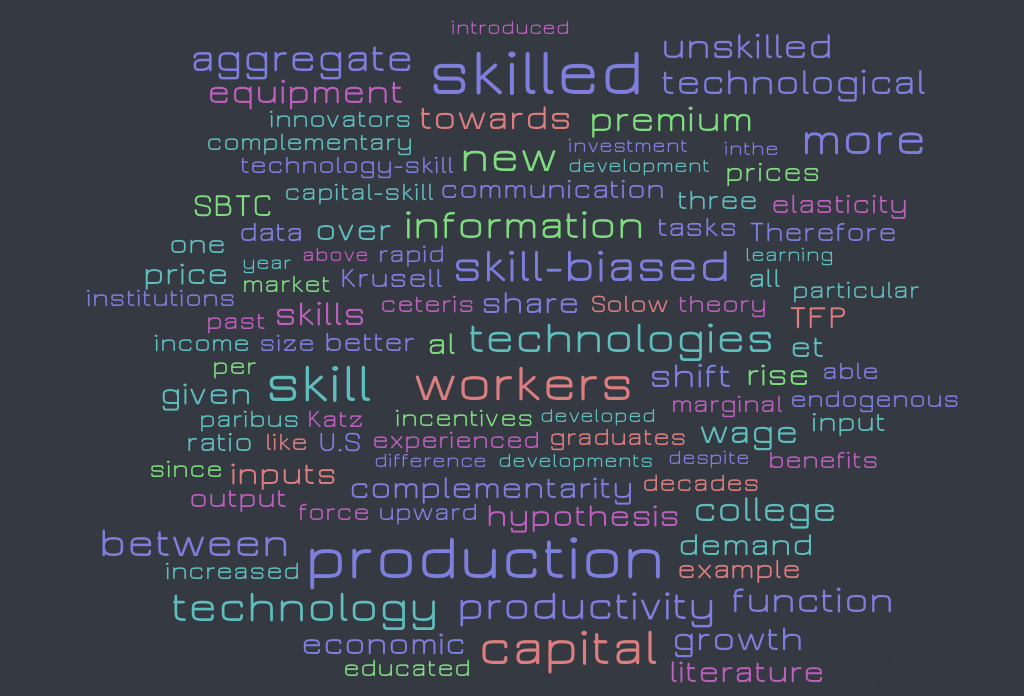 introduced
aggregate skilled unskilled
equipment technological
innovators towards premium
complementary more
technology-skill new investment inthe
development prices
capital-skill communication three elasticity
SBTC information tasks
one data over Therefore
price year above rapid skill-biased learning
market Krusell all
institutions ceteris share Solow theory particular
past skills TFP
income size better al technologies et
per shift rise able
given skill workers marginal endogenous
paribus Katz incentives developed input
ratio like U.S experienced graduates wage
since inputs difference developments despite benefits
output complementarity decades
force upward hypothesis college
between production demand
increased example
technology productivity function
economic capital growth
educated literature